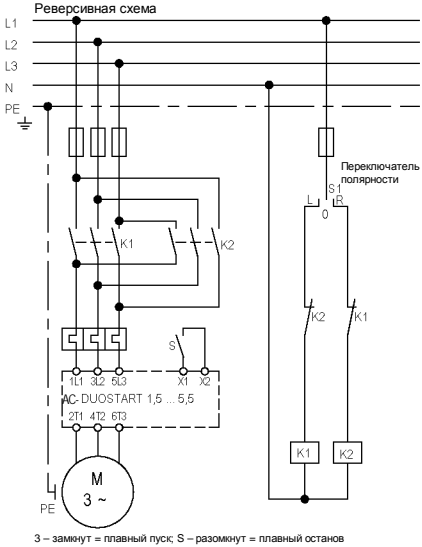 Реверсивная схема
L1
L2
L3
N
PE
Переключатель
полярности
S1
L
R
0
K1
K2
K2
K1
S
1L1 3L2 5L3 X1 X2
AC- DUOSTART 1,5 ... 5,5
2T1 4T2 6T3
K1
K2
M
3 ~
PE
3 – замкнут = плавный пуск; S – разомкнут = плавный останов